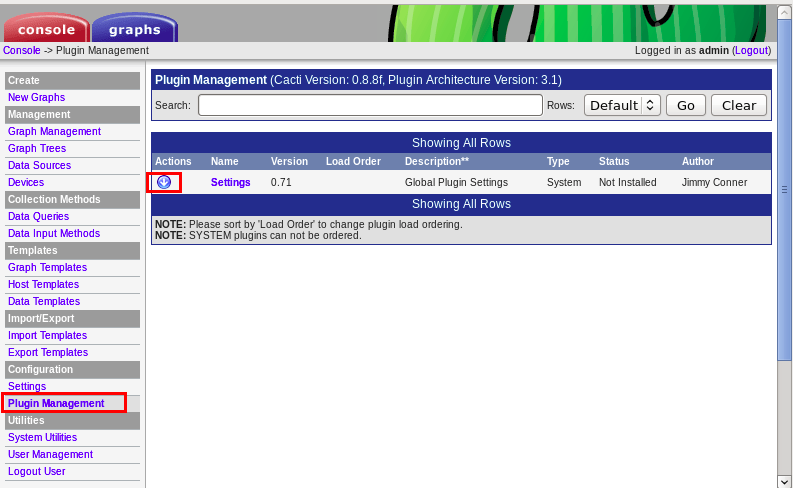 console graphs
Console -> Plugin Management Logged in as admin (Logout)
Create
New Graphs
Management
Graph Management
Graph Trees
Data Sources
Devices
Collection Methods
Data Queries
Data Input Methods
Templates
Graph Templates
Host Templates
Data Templates
Import/Export
Import Templates
Export Templates
Configuration
Settings
Plugin Management
Utilities
System Utilities
User Management
Logout User
Plugin Management (Cacti Version: 0.8.8f, Plugin Architecture Version: 3.1)
Search: Rows: Default Go Clear
Showing All Rows
Actions Name Version Load Order Description** Type Status Author
Settings 0.71 Global Plugin Settings System Not Installed Jimmy Conner
Showing All Rows
NOTE: Please sort by 'Load Order' to change plugin load ordering.
NOTE: SYSTEM plugins can not be ordered.